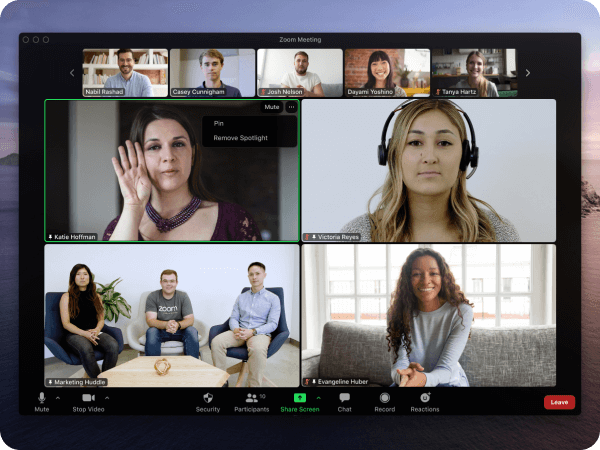 Zoom Meeting
Nabil Rashad
Casey Cunnigham
Josh Nelson
Dayami Yoshino
Tanya Hartz
Mute
Pin
Remove Spotlight
Katie Hoffman
Victoria Reyes
zoom
Marketing Huddle
Evangeline Huber
Mute
Stop Video
Security
Participants
10
Share Screen
Chat
Record
Reactions
Leave